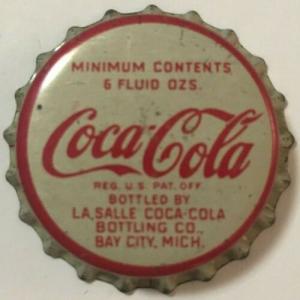 MINIMUM CONTENTS
6 FLUID OZS.
Coca-Cola
REG. U.S. PAT. OFF.
BOTTLED BY
LA SALLE COCA-COLA
BOTTLING CO.,
BAY CITY, MICH.